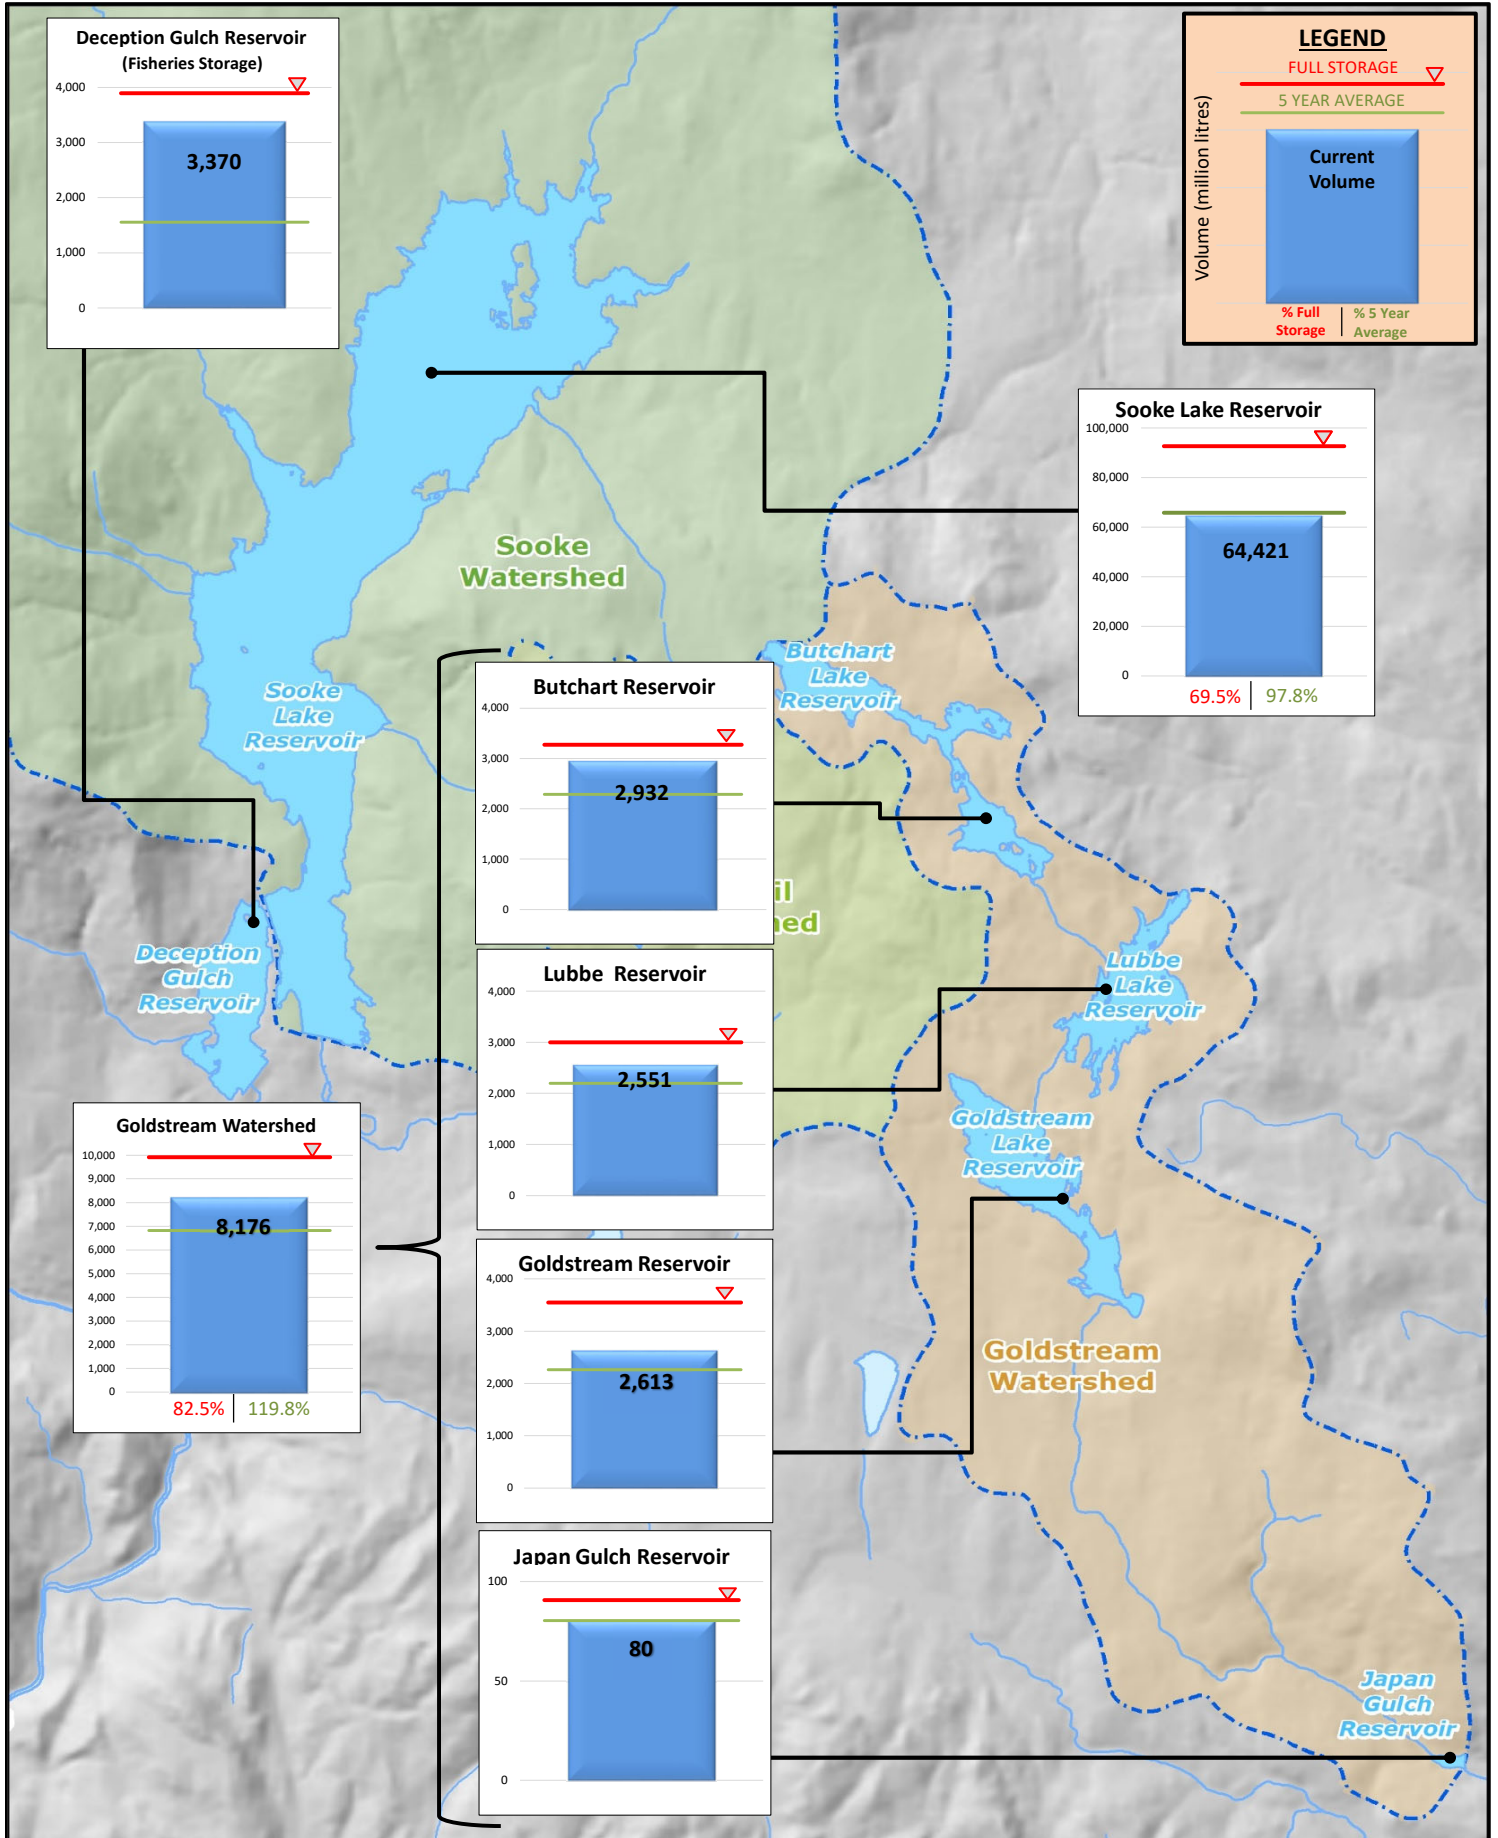 Deception Gulch Reservoir
(Fisheries Storage)
4,000
3,000
2,000
1,000
0
3,370
LEGEND
FULL STORAGE
5 YEAR AVERAGE
Volume (million litres)
Current
Volume
% Full
Storage
% 5 Year
Average
Sooke Lake Reservoir
100,000
80,000
60,000
40,000
20,000
0
64,421
69.5%
97.8%
Sooke
Watershed
Butchart
Lake
Reservoir
Sooke
Lake
Reservoir
Butchart Reservoir
4,000
3,000
2,000
1,000
0
2,932
il
ed
Deception
Gulch
Reservoir
Lubbe
Lake
Reservoir
Lubbe Reservoir
4,000
3,000
2,000
1,000
0
2,551
Goldstream
Lake
Reservoir
Goldstream Watershed
10,000
9,000
8,000
7,000
6,000
5,000
4,000
3,000
2,000
1,000
0
8,176
82.5%
119.8%
Goldstream Reservoir
4,000
3,000
2,000
1,000
0
2,613
Goldstream
Watershed
Japan Gulch Reservoir
100
50
0
80
Japan
Gulch
Reservoir